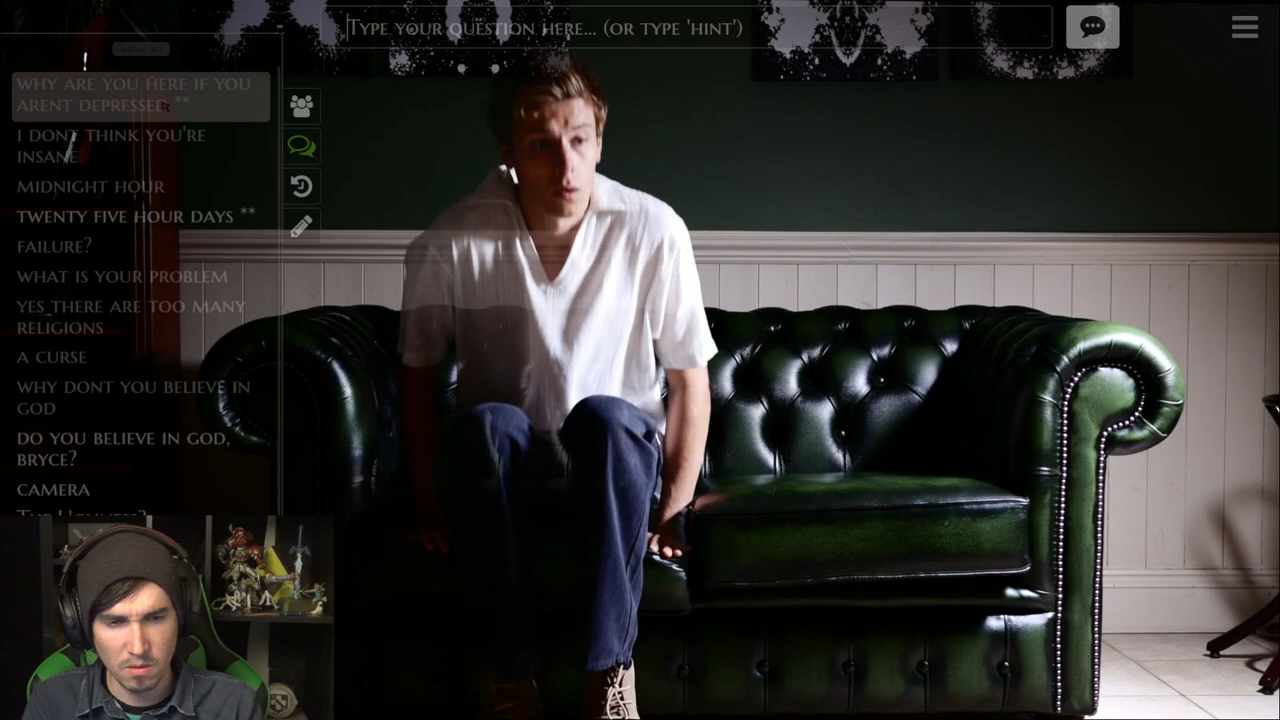 Type your question here... (or type 'hint')
Show all
WHY ARE YOU HERE IF YOU
ARENT DEPRESSED **
I DONT THINK YOU'RE
INSANE
MIDNIGHT HOUR
TWENTY FIVE HOUR DAYS **
FAILURE?
WHAT IS YOUR PROBLEM
YES_THERE ARE TOO MANY
RELIGIONS
A CURSE
WHY DONT YOU BELIEVE IN
GOD
DO YOU BELIEVE IN GOD,
BRYCE?
CAMERA